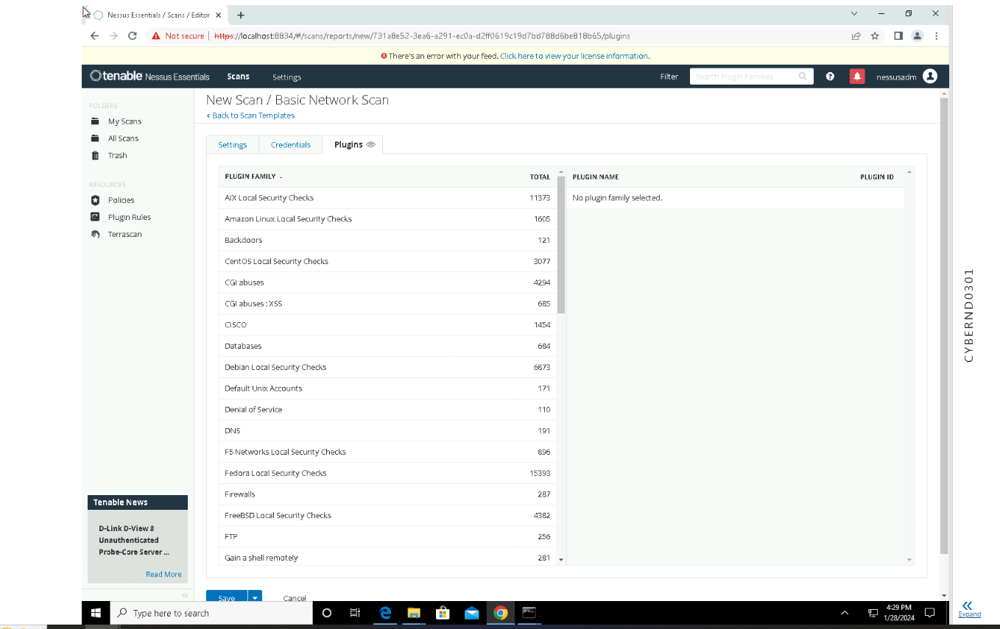 Nessus Essentials / Scans / Editor
Not secure | https://localhost:8834/#/scans/reports/new/731a8e52-3ea6-a291-ec0a-d2ff0619c19d7bd788d6be818b65/plugins
There's an error with your feed. Click here to view your license information.
tenable Nessus Essentials Scans Settings Filter Search Plugin Families nessusadm
FOLDERS
My Scans
All Scans
Trash
RESOURCES
Policies
Plugin Rules
Terrascan
Tenable News
D-Link D-View 8
Unauthenticated
Probe-Core Server ...
Read More
New Scan / Basic Network Scan
Back to Scan Templates
Settings Credentials Plugins
PLUGIN FAMILY TOTAL
AIX Local Security Checks 11373
Amazon Linux Local Security Checks 1605
Backdoors 121
CentOS Local Security Checks 3077
CGI abuses 4294
CGI abuses : XSS 685
CISCO 1454
Databases 684
Debian Local Security Checks 6873
Default Unix Accounts 171
Denial of Service 110
DNS 191
F5 Networks Local Security Checks 896
Fedora Local Security Checks 15393
Firewalls 287
FreeBSD Local Security Checks 4382
FTP 256
Gain a shell remotely 281
PLUGIN NAME PLUGIN ID
No plugin family selected.
Save Cancel
Type here to search
4:29 PM
1/28/2024
CYBERND0301
Expand